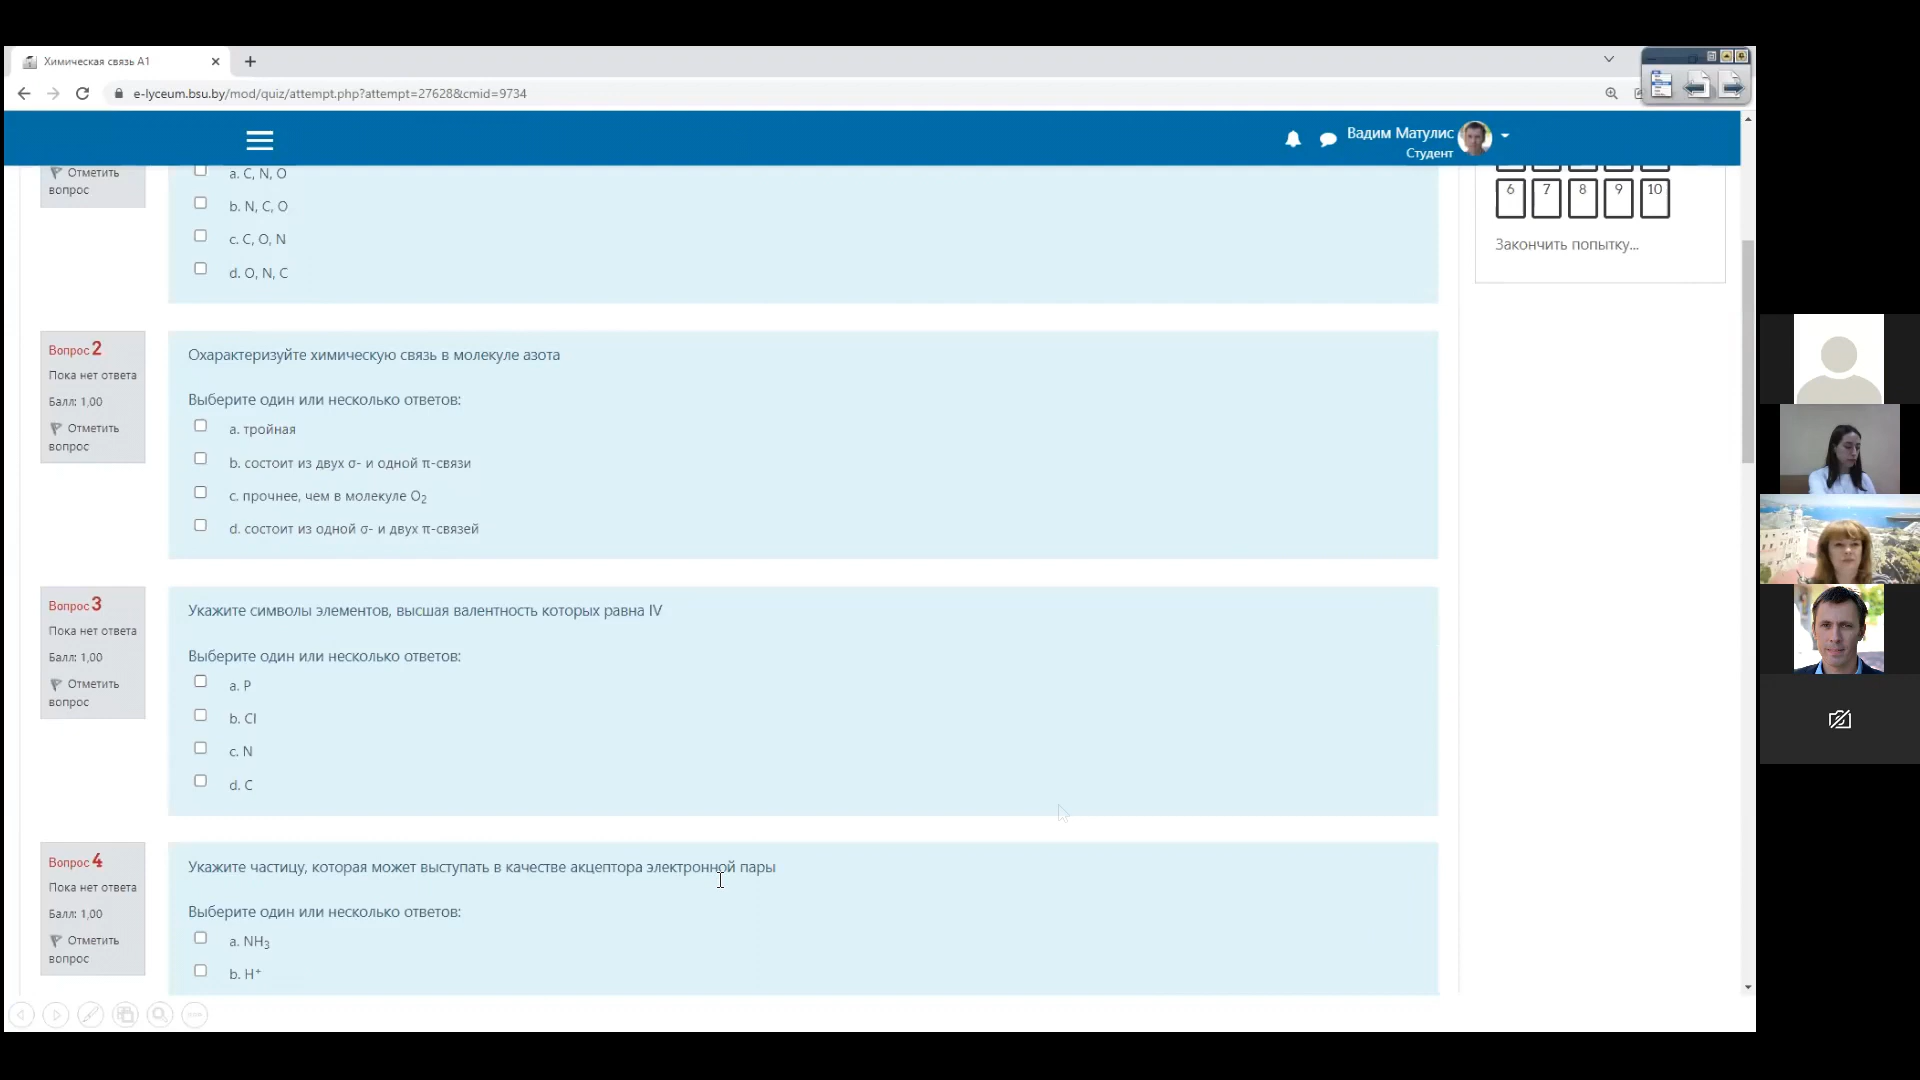 Химическая связь А1
e-lyceum.bsu.by/mod/quiz/attempt.php?attempt=27628&cmid=9734
Вадим Матулис
Студент
Отметить
вопрос
a. C, N, O
b. N, C, O
c. C, O, N
d. O, N, C
6 7 8 9 10
Закончить попытку...
Вопрос 2
Пока нет ответа
Балл: 1,00
Отметить
вопрос
Охарактеризуйте химическую связь в молекуле азота
Выберите один или несколько ответов:
a. тройная
b. состоит из двух σ- и одной π-связи
c. прочнее, чем в молекуле O₂
d. состоит из одной σ- и двух π-связей
Вопрос 3
Пока нет ответа
Балл: 1,00
Отметить
вопрос
Укажите символы элементов, высшая валентность которых равна IV
Выберите один или несколько ответов:
a. P
b. Cl
c. N
d. C
Вопрос 4
Пока нет ответа
Балл: 1,00
Отметить
вопрос
Укажите частицу, которая может выступать в качестве акцептора электронной пары
Выберите один или несколько ответов:
a. NH₃
b. H⁺